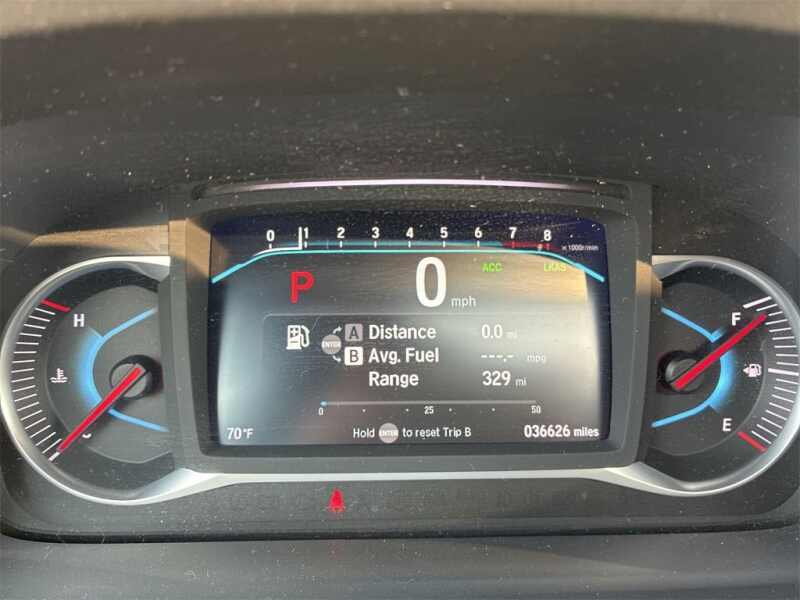 0 1 2 3 4 5 6 7 8
x 1000r/min
P 0 mph
ACC LKAS
A Distance 0.0 mi
ENTER
B Avg. Fuel ---.- mpg
Range 329 mi
0 25 50
70°F Hold ENTER to reset Trip B 036626 miles
H
C
F
E